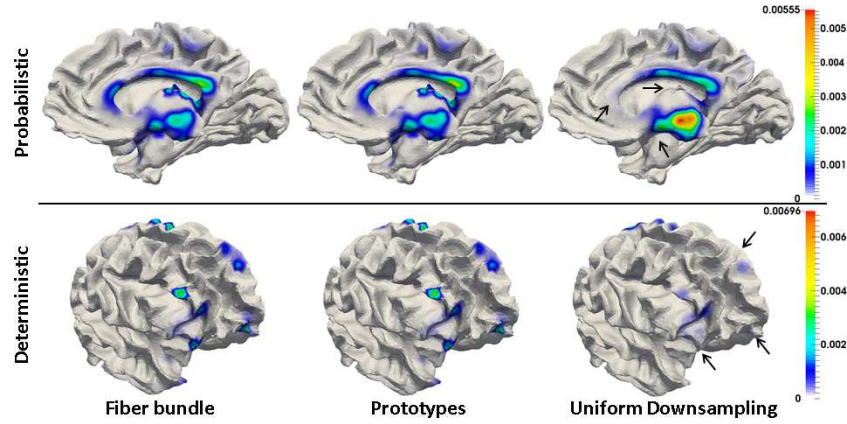 Probabilistic
0.00555
0.005
0.004
0.003
0.002
0.001
0
Deterministic
0.00696
0.006
0.004
0.002
0
Fiber bundle
Prototypes
Uniform Downsampling